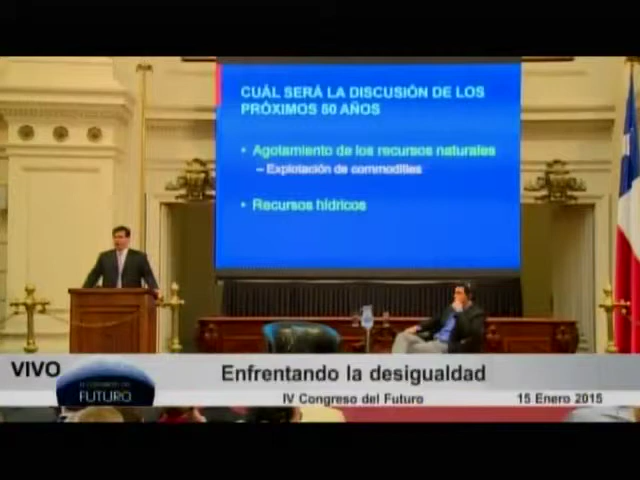 CUÁL SERÁ LA DISCUSIÓN DE LOS
PRÓXIMOS 50 AÑOS
• Agotamiento de los recursos naturales
– Explotación de commodities
• Recursos hídricos
VIVO
FUTURO
Enfrentando la desigualdad
IV Congreso del Futuro
15 Enero 2015